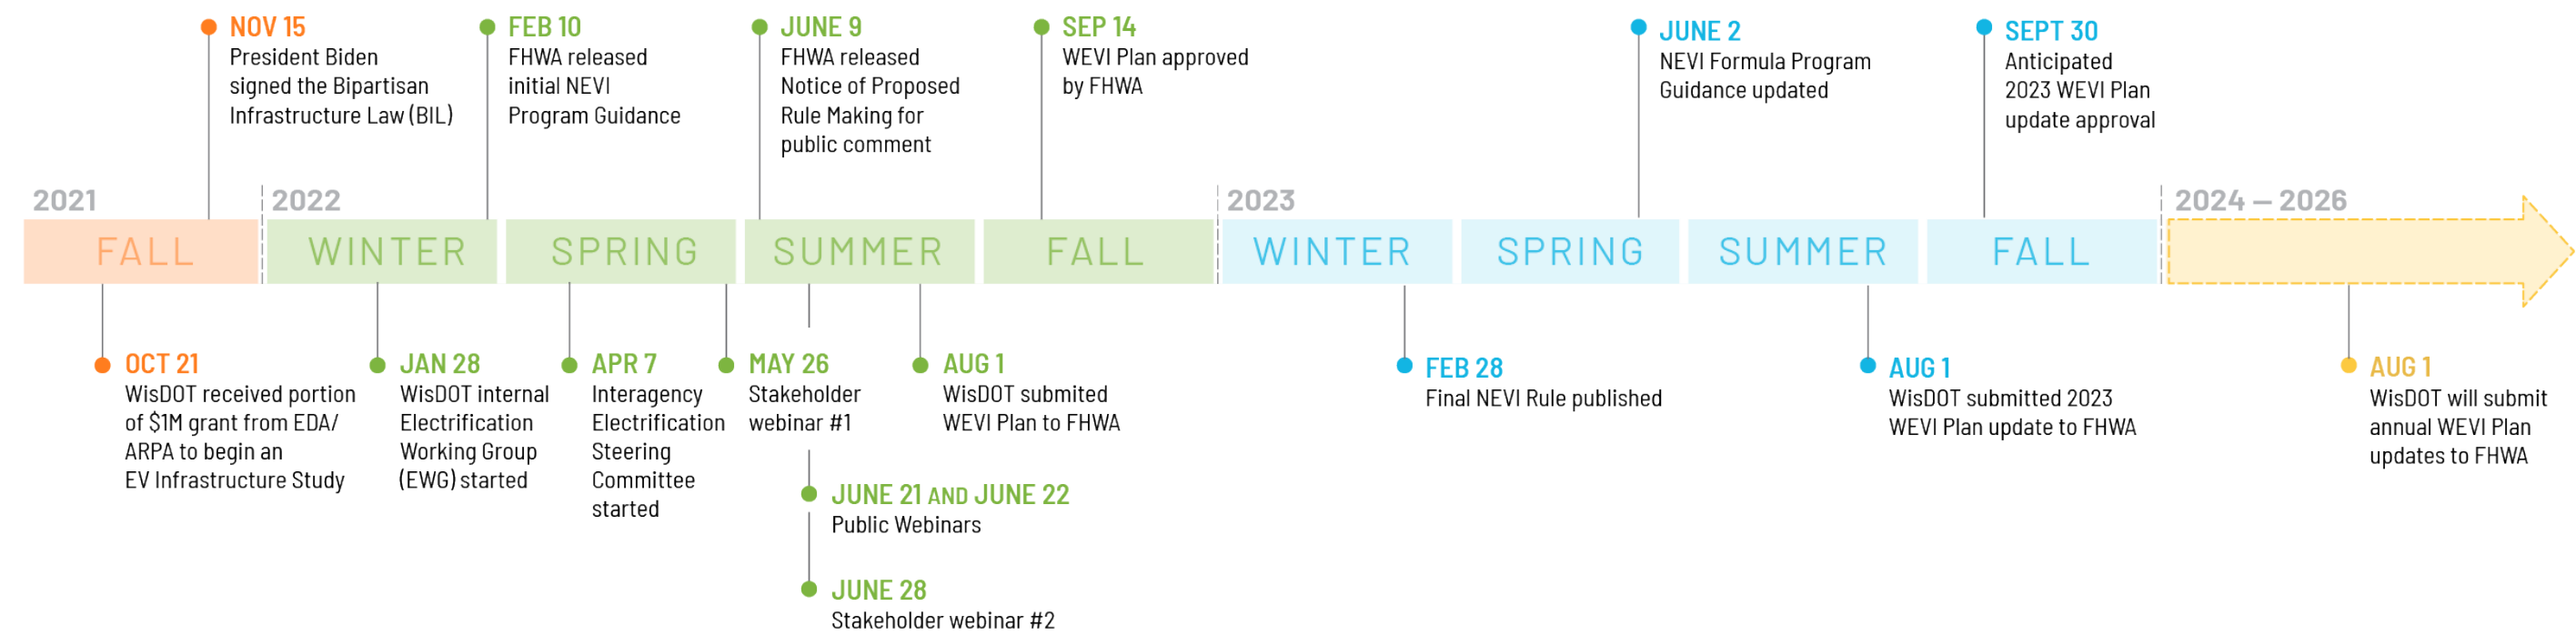 NOV 15
President Biden
signed the Bipartisan
Infrastructure Law (BIL)
FEB 10
FHWA released
initial NEVI
Program Guidance
JUNE 9
FHWA released
Notice of Proposed
Rule Making for
public comment
SEP 14
WEVI Plan approved
by FHWA
JUNE 2
NEVI Formula Program
Guidance updated
SEPT 30
Anticipated
2023 WEVI Plan
update approval
2021
2022
2023
2024 – 2026
FALL
WINTER
SPRING
SUMMER
FALL
WINTER
SPRING
SUMMER
FALL
OCT 21
WisDOT received portion
of $1M grant from EDA/
ARPA to begin an
EV Infrastructure Study
JAN 28
WisDOT internal
Electrification
Working Group
(EWG) started
APR 7
Interagency
Electrification
Steering
Committee
started
MAY 26
Stakeholder
webinar #1
JUNE 21 AND JUNE 22
Public Webinars
JUNE 28
Stakeholder webinar #2
AUG 1
WisDOT submited
WEVI Plan to FHWA
FEB 28
Final NEVI Rule published
AUG 1
WisDOT submitted 2023
WEVI Plan update to FHWA
AUG 1
WisDOT will submit
annual WEVI Plan
updates to FHWA